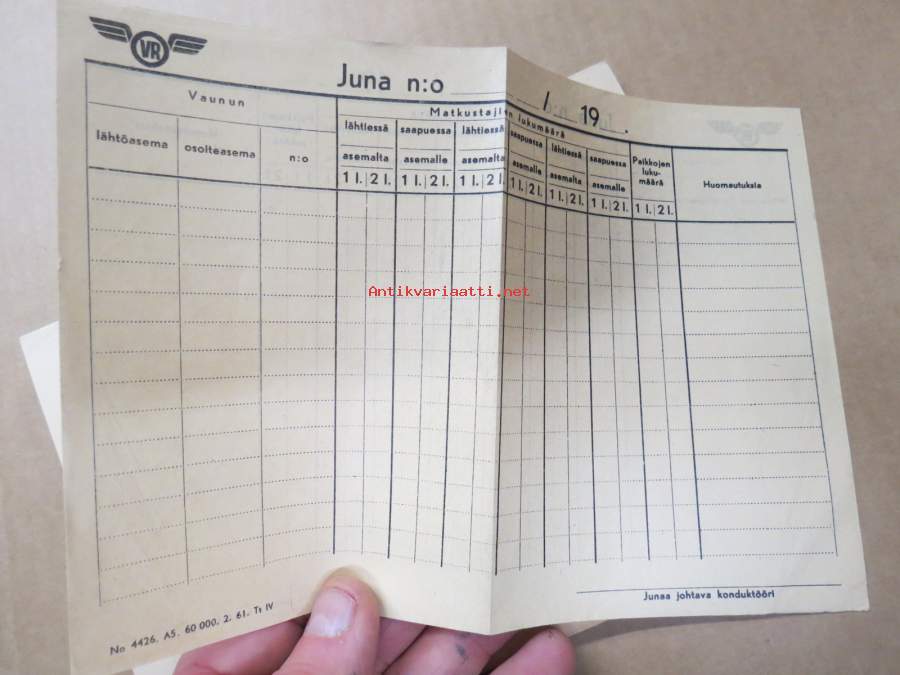 VR
Juna n:o / 19 .
Vaunun
Matkustajien lukumäärä
lähtöasema osoiteasema n:o
lähtiessä saapuessa lähtiessä saapuessa lähtiessä saapuessa Paikkojen luku-määrä Huomautuksia
asemalta asemalle asemalta asemalle asemalta asemalle
1 l. 2 l. 1 l. 2 l. 1 l. 2 l. 1 l. 2 l. 1 l. 2 l. 1 l. 2 l. 1 l. 2 l.
Antikvariaatti.net
Junaa johtava konduktööri
No 4426. A5. 60 000. 2. 61. Tt IV